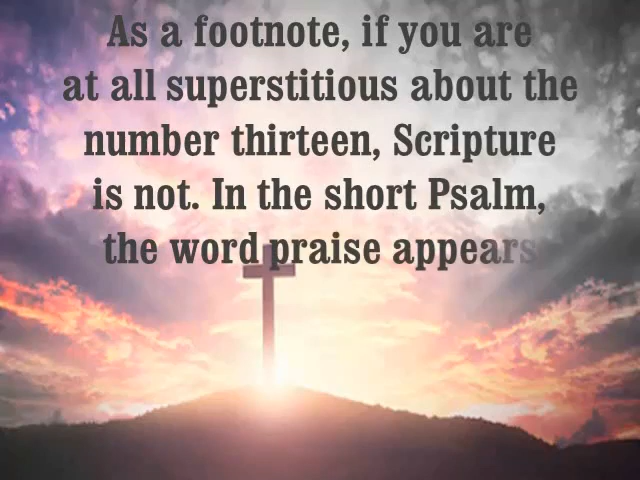 As a footnote, if you are
at all superstitious about the
number thirteen, Scripture
is not. In the short Psalm,
the word praise appears